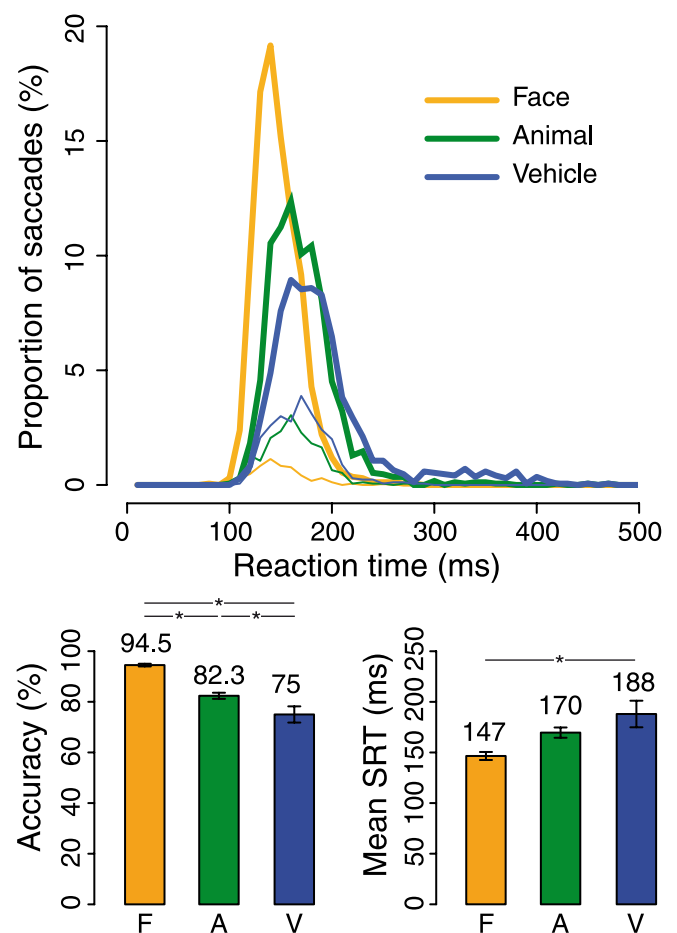 Proportion of saccades (%)
20
15
10
5
0
Face
Animal
Vehicle
0 100 200 300 400 500
Reaction time (ms)
Accuracy (%)
100
80
60
40
20
0
*
* *
94.5
82.3
75
F A V
Mean SRT (ms)
250
200
150
100
50
0
*
147
170
188
F A V